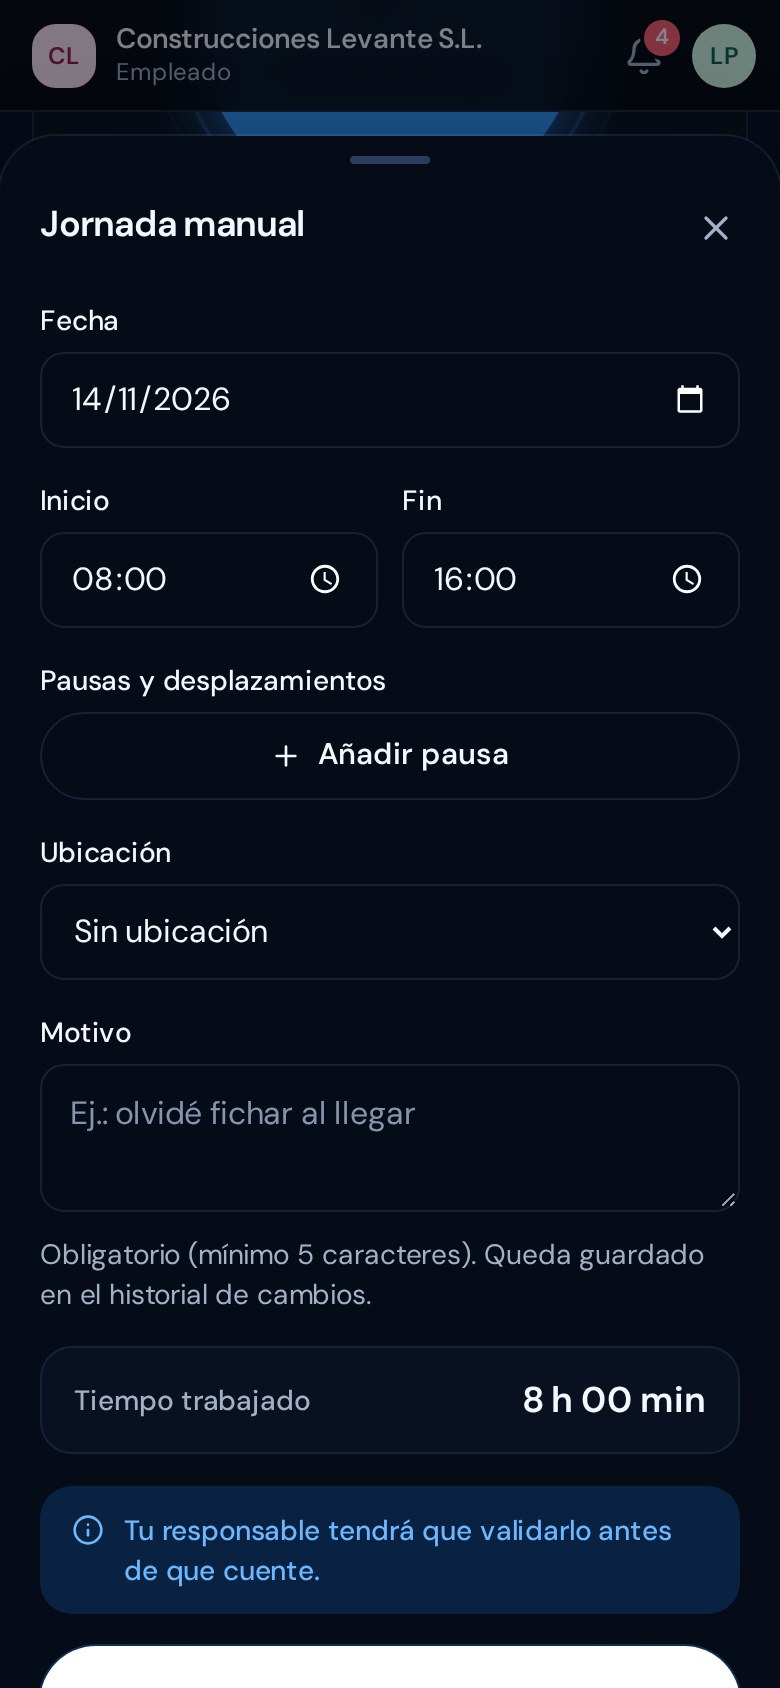 CL
Construcciones Levante S.L.
Empleado
4
LP
Jornada manual
Fecha
14/11/2026
Inicio
Fin
08:00
16:00
Pausas y desplazamientos
Añadir pausa
Ubicación
Sin ubicación
Motivo
Ej.: olvidé fichar al llegar
Obligatorio (mínimo 5 caracteres). Queda guardado
en el historial de cambios.
Tiempo trabajado
8 h 00 min
Tu responsable tendrá que validarlo antes
de que cuente.